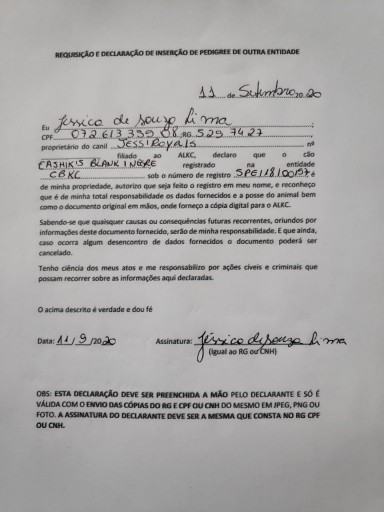 REQUISIÇÃO E DECLARAÇÃO DE INSERÇÃO DE PEDIGREE DE OUTRA ENTIDADE
11 de Setembro 2020
Eu Jessica de souza Lima
CPF 072.613.359.08 RG 529 7427
proprietário do canil JESSIROYALS nº
filiado ao ALKC, declaro que o cão
CASHIK'S BLANK INEGRE registrado na entidade
CBKC sob o número de registro SPE/18/00197 é
de minha propriedade, autorizo que seja feito o registro em meu nome, e reconheço
que é de minha total responsabilidade os dados fornecidos e a posse do animal bem
como o documento original em mãos, onde forneço a cópia digital para o ALKC.
Sabendo-se que quaisquer causas ou consequências futuras recorrentes, oriundos por
informações deste documento fornecido, serão de minha responsabilidade. E que ainda,
caso ocorra algum desencontro de dados fornecidos o documento poderá ser
cancelado.
Tenho ciência dos meus atos e me responsabilizo por ações cíveis e criminais que
possam recorrer sobre as informações aqui declaradas.
O acima descrito é verdade e dou fé
Data: 11/9/2020 Assinatura: Jéssica de souza Lima
(igual ao RG ou CNH)
OBS: ESTA DECLARAÇÃO DEVE SER PREENCHIDA A MÃO PELO DECLARANTE E SÓ É
VÁLIDA COM O ENVIO DAS CÓPIAS DO RG E CPF OU CNH DO MESMO EM JPEG, PNG OU
FOTO. A ASSINATURA DO DECLARANTE DEVE SER A MESMA QUE CONSTA NO RG CPF
OU CNH.